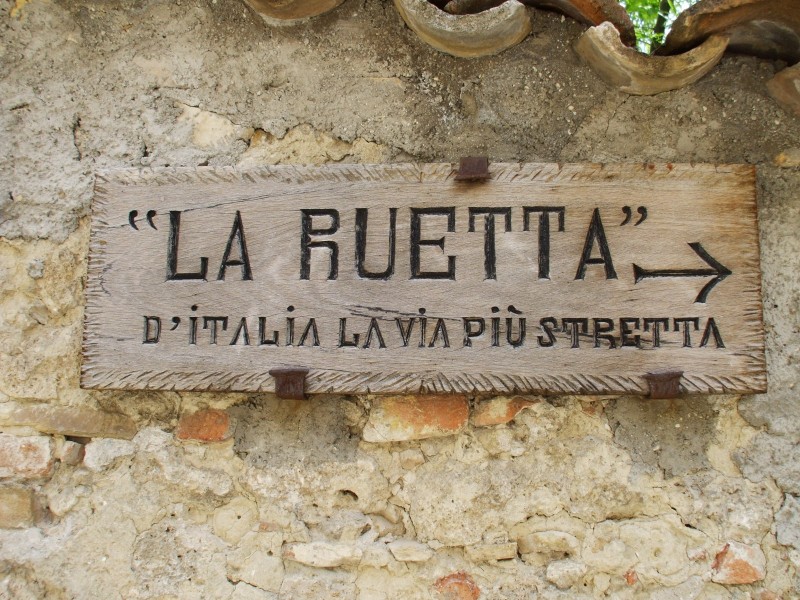 “LA RUETTA”
D'iTALiA LA ViA PiÙ STRETTA